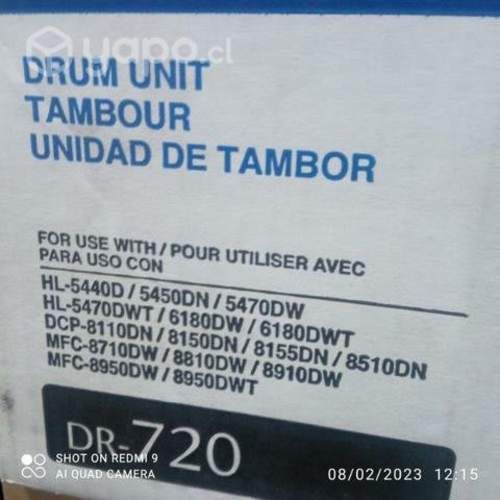 yapo.cl
DRUM UNIT
TAMBOUR
UNIDAD DE TAMBOR
FOR USE WITH / POUR UTILISER AVEC
PARA USO CON
HL-5440D / 5450DN / 5470DW
HL-5470DWT / 6180DW / 6180DWT
DCP-8110DN / 8150DN / 8155DN / 8510DN
MFC-8710DW / 8810DW / 8910DW
MFC-8950DW / 8950DWT
DR-720
SHOT ON REDMI 9
AI QUAD CAMERA
08/02/2023 12:15